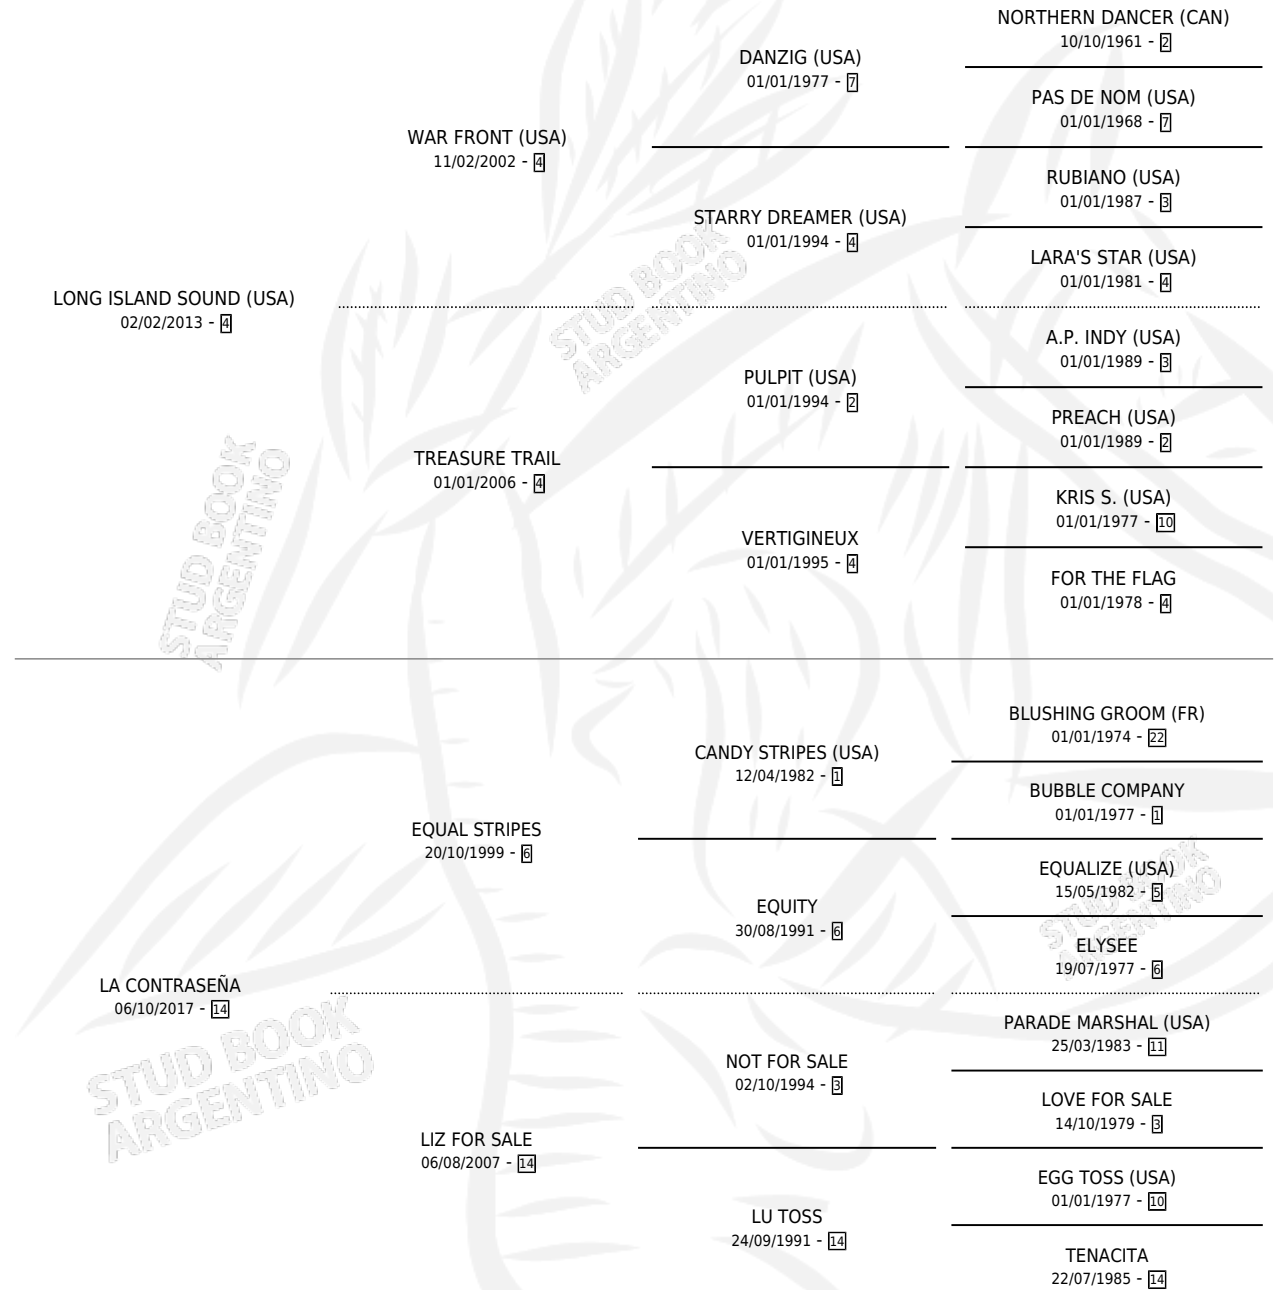 NORTHERN DANCER (CAN)
10/10/1961 - 2
DANZIG (USA)
01/01/1977 - 7
PAS DE NOM (USA)
01/01/1968 - 7
WAR FRONT (USA)
11/02/2002 - 4
RUBIANO (USA)
01/01/1987 - 3
STARRY DREAMER (USA)
01/01/1994 - 4
LARA'S STAR (USA)
01/01/1981 - 4
LONG ISLAND SOUND (USA)
02/02/2013 - 4
STUD BOOK
ARGENTINO
A.P. INDY (USA)
01/01/1989 - 3
PULPIT (USA)
01/01/1994 - 2
PREACH (USA)
01/01/1989 - 2
TREASURE TRAIL
01/01/2006 - 4
KRIS S. (USA)
01/01/1977 - 10
VERTIGINEUX
01/01/1995 - 4
FOR THE FLAG
01/01/1978 - 4
STUD BOOK
ARGENTINO
BLUSHING GROOM (FR)
01/01/1974 - 22
CANDY STRIPES (USA)
12/04/1982 - 1
BUBBLE COMPANY
01/01/1977 - 1
EQUAL STRIPES
20/10/1999 - 6
EQUALIZE (USA)
15/05/1982 - 5
EQUITY
30/08/1991 - 6
STUD BOOK
ARGENTINO
ELYSEE
19/07/1977 - 6
LA CONTRASEÑA
06/10/2017 - 14
PARADE MARSHAL (USA)
25/03/1983 - 11
NOT FOR SALE
02/10/1994 - 3
STUD BOOK
ARGENTINO
LOVE FOR SALE
14/10/1979 - 3
LIZ FOR SALE
06/08/2007 - 14
EGG TOSS (USA)
01/01/1977 - 10
LU TOSS
24/09/1991 - 14
TENACITA
22/07/1985 - 14